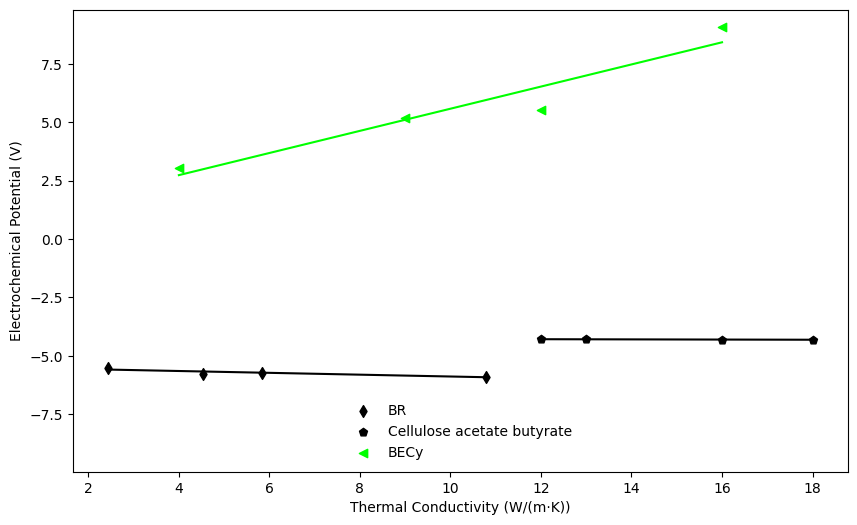 7.5
5.0
2.5
0.0
−2.5
−5.0
−7.5
Electrochemical Potential (V)
BR
Cellulose acetate butyrate
BECy
2 4 6 8 10 12 14 16 18
Thermal Conductivity (W/(m·K))